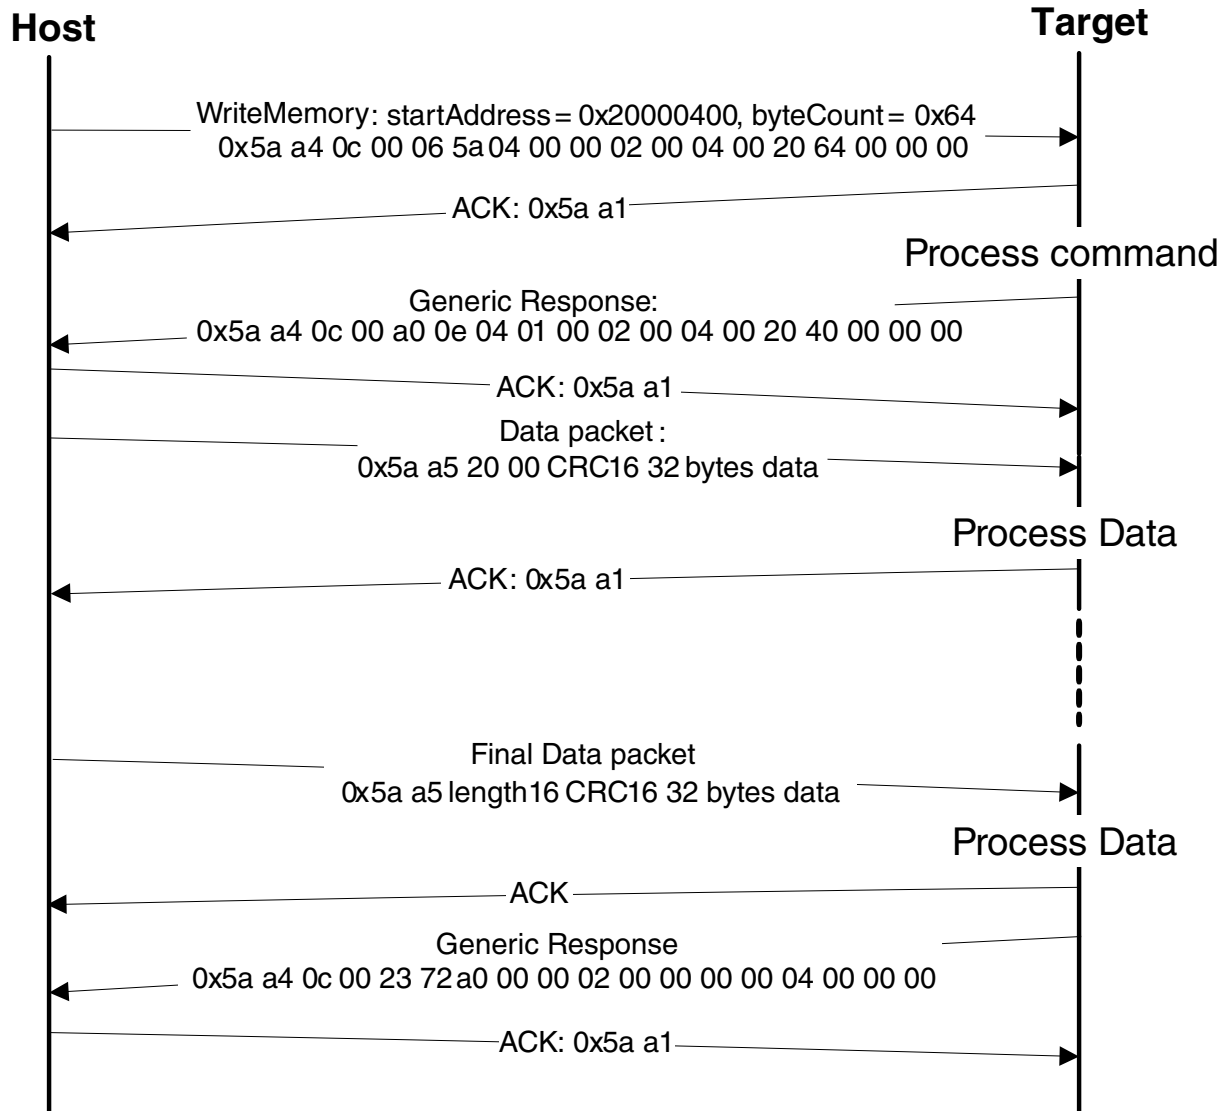 Host
Target
WriteMemory: startAddress = 0x20000400, byteCount = 0x64
0x5a a4 0c 00 06 5a 04 00 00 02 00 04 00 20 64 00 00 00
ACK: 0x5a a1
Process command
Generic Response:
0x5a a4 0c 00 a0 0e 04 01 00 02 00 04 00 20 40 00 00 00
ACK: 0x5a a1
Data packet :
0x5a a5 20 00 CRC16 32 bytes data
Process Data
ACK: 0x5a a1
Final Data packet
0x5a a5 length16 CRC16 32 bytes data
Process Data
ACK
Generic Response
0x5a a4 0c 00 23 72 a0 00 00 02 00 00 00 00 04 00 00 00
ACK: 0x5a a1